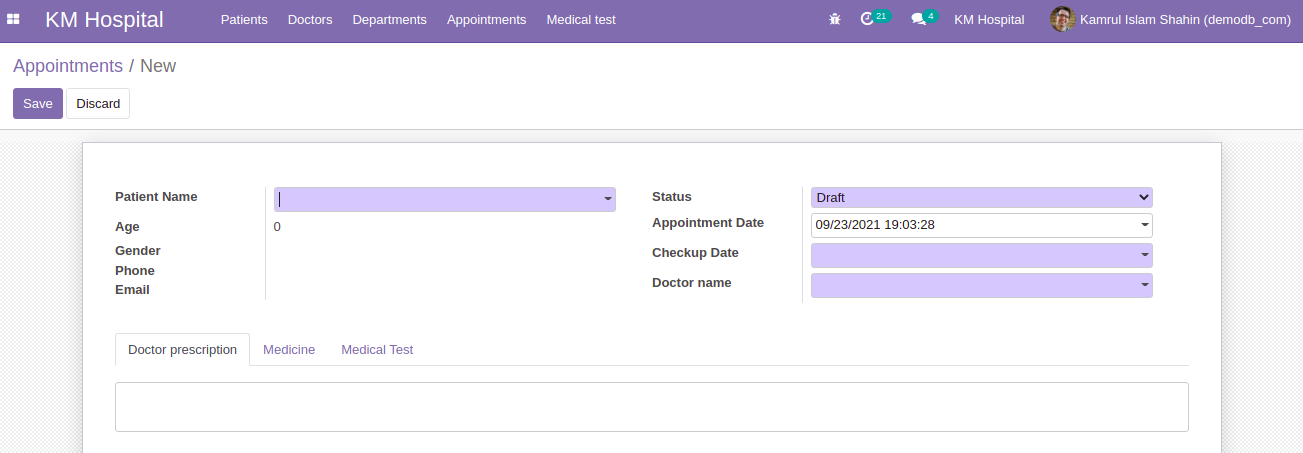 KM Hospital Patients Doctors Departments Appointments Medical test 21 4 KM Hospital Kamrul Islam Shahin (demodb_com)
Appointments / New
Save Discard
Patient Name
Age 0
Gender
Phone
Email
Status Draft
Appointment Date 09/23/2021 19:03:28
Checkup Date
Doctor name
Doctor prescription Medicine Medical Test